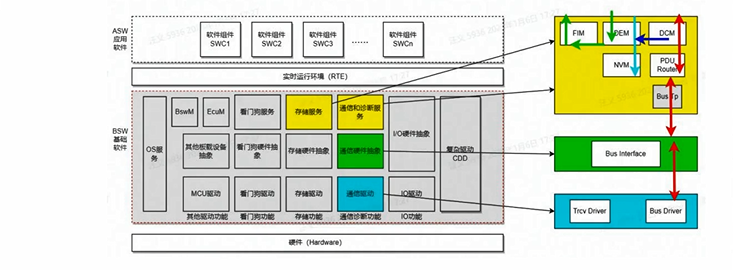 ASW
应用
软件
软件组件
SWC1
软件组件
SWC2
软件组件
SWC3
......
软件组件
SWCn
实时运行环境（RTE）
BSW
基础
软件
OS服务
BswM
EcuM
看门狗服务
存储服务
通信和诊断服务
I/O硬件抽象
复杂驱动
CDD
其他板载设备抽象
看门狗硬件抽象
存储硬件抽象
通信硬件抽象
MCU驱动
看门狗驱动
存储驱动
通信驱动
IO驱动
其他驱动功能
看门狗功能
存储功能
通信诊断功能
IO功能
硬件（Hardware）
FIM
DEM
DCM
NVM
PDU
Router
Bus Tp
Bus Interface
Trcv Driver
Bus Driver